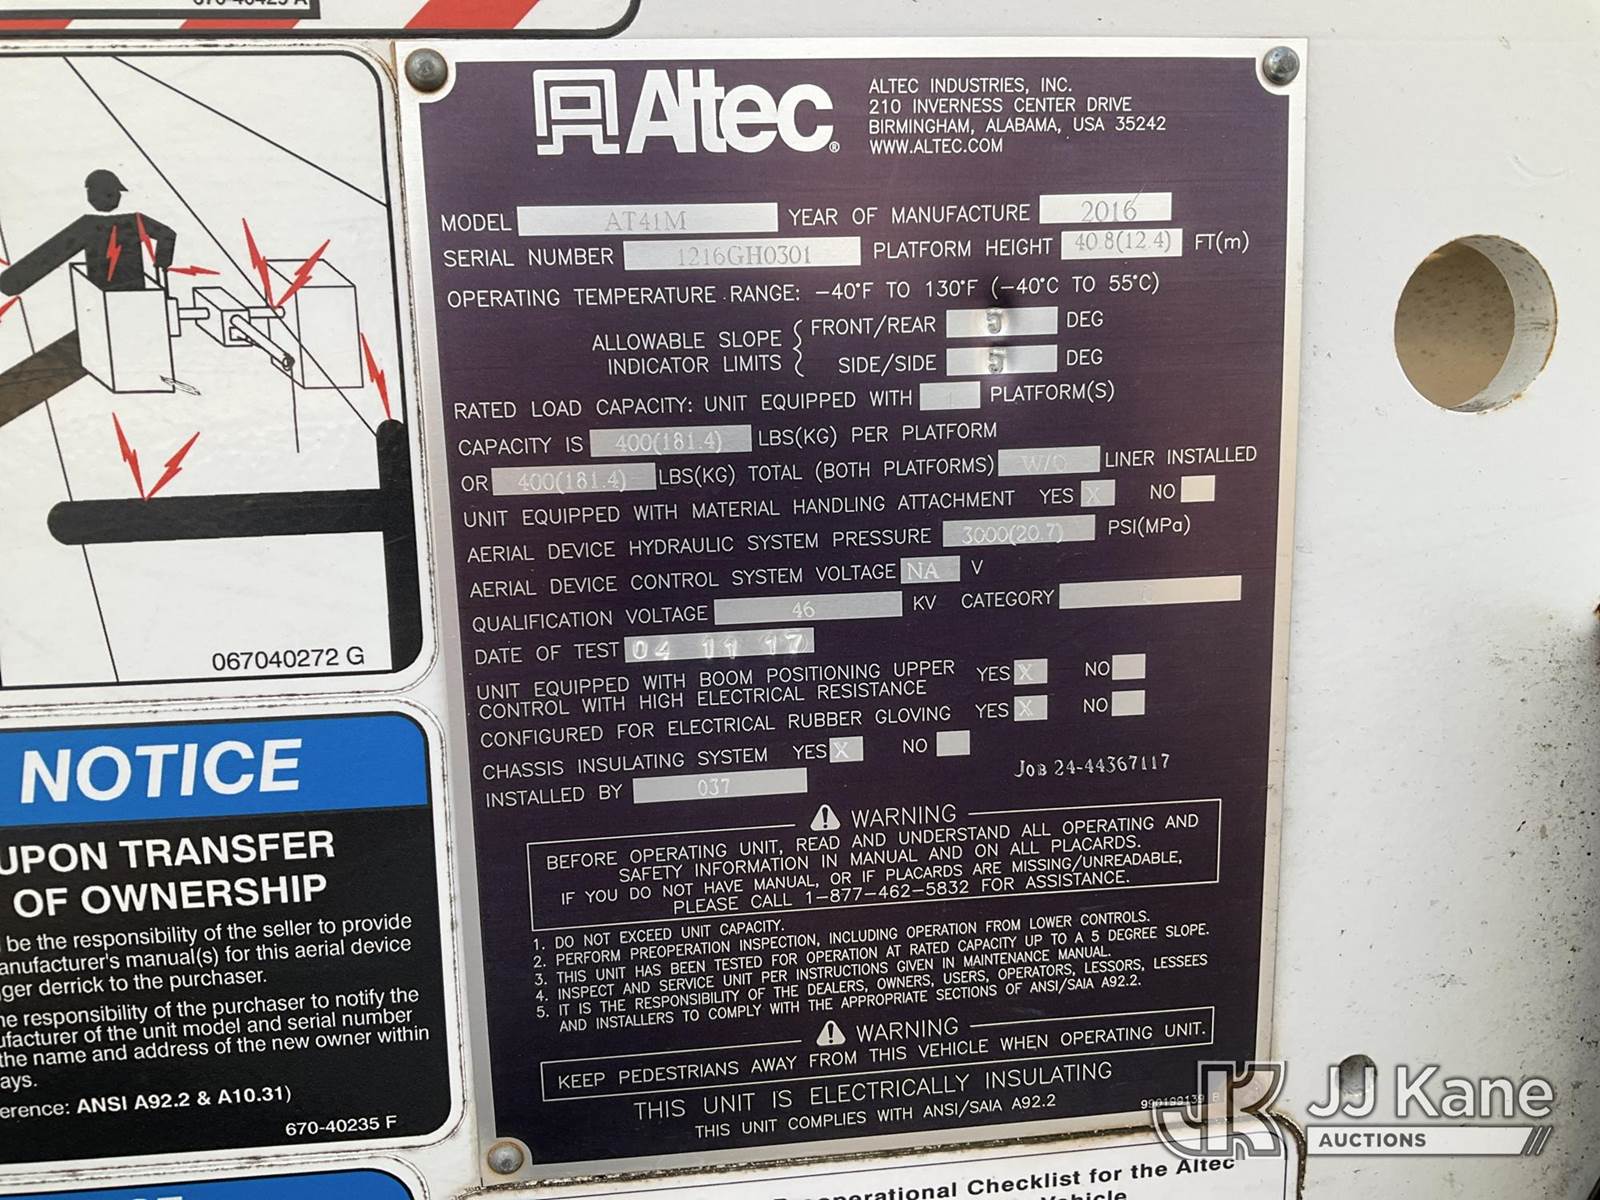 Altec®
ALTEC INDUSTRIES, INC.
210 INVERNESS CENTER DRIVE
BIRMINGHAM, ALABAMA, USA 35242
WWW.ALTEC.COM
MODEL AT41M YEAR OF MANUFACTURE 2016
SERIAL NUMBER 1216GH0301 PLATFORM HEIGHT 40.8(12.4) FT(m)
OPERATING TEMPERATURE RANGE: -40°F TO 130°F (-40°C TO 55°C)
ALLOWABLE SLOPE INDICATOR LIMITS
FRONT/REAR 5 DEG
SIDE/SIDE 5 DEG
RATED LOAD CAPACITY: UNIT EQUIPPED WITH 1 PLATFORM(S)
CAPACITY IS 400(181.4) LBS(KG) PER PLATFORM
OR 400(181.4) LBS(KG) TOTAL (BOTH PLATFORMS) W/O LINER INSTALLED
UNIT EQUIPPED WITH MATERIAL HANDLING ATTACHMENT YES X NO
AERIAL DEVICE HYDRAULIC SYSTEM PRESSURE 3000(20.7) PSI(MPa)
AERIAL DEVICE CONTROL SYSTEM VOLTAGE NA V
QUALIFICATION VOLTAGE 46 KV CATEGORY
DATE OF TEST 04 11 17
UNIT EQUIPPED WITH BOOM POSITIONING UPPER YES X NO
CONTROL WITH HIGH ELECTRICAL RESISTANCE
CONFIGURED FOR ELECTRICAL RUBBER GLOVING YES X NO
CHASSIS INSULATING SYSTEM YES X NO
INSTALLED BY 037
JOB 24-44367117
WARNING
BEFORE OPERATING UNIT, READ AND UNDERSTAND ALL OPERATING AND
SAFETY INFORMATION IN MANUAL AND ON ALL PLACARDS.
IF YOU DO NOT HAVE MANUAL, OR IF PLACARDS ARE MISSING/UNREADABLE,
PLEASE CALL 1-877-462-5832 FOR ASSISTANCE.
1. DO NOT EXCEED UNIT CAPACITY.
2. PERFORM PREOPERATION INSPECTION, INCLUDING OPERATION FROM LOWER CONTROLS.
3. THIS UNIT HAS BEEN TESTED FOR OPERATION AT RATED CAPACITY UP TO A 5 DEGREE SLOPE.
4. INSPECT AND SERVICE UNIT PER INSTRUCTIONS GIVEN IN MAINTENANCE MANUAL.
5. IT IS THE RESPONSIBILITY OF THE DEALERS, OWNERS, USERS, OPERATORS, LESSORS, LESSEES
AND INSTALLERS TO COMPLY WITH THE APPROPRIATE SECTIONS OF ANSI/SAIA A92.2.
WARNING
KEEP PEDESTRIANS AWAY FROM THIS VEHICLE WHEN OPERATING UNIT.
THIS UNIT IS ELECTRICALLY INSULATING
THIS UNIT COMPLIES WITH ANSI/SAIA A92.2
067040272 G
NOTICE
UPON TRANSFER
OF OWNERSHIP
be the responsibility of the seller to provide
manual(s) for this aerial device
derrick to the purchaser.
responsibility of the purchaser to notify the
of the unit model and serial number
the name and address of the new owner within
ANSI A92.2 & A10.31)
670-40235 F
Checklist for the Altec
JJ Kane
AUCTIONS